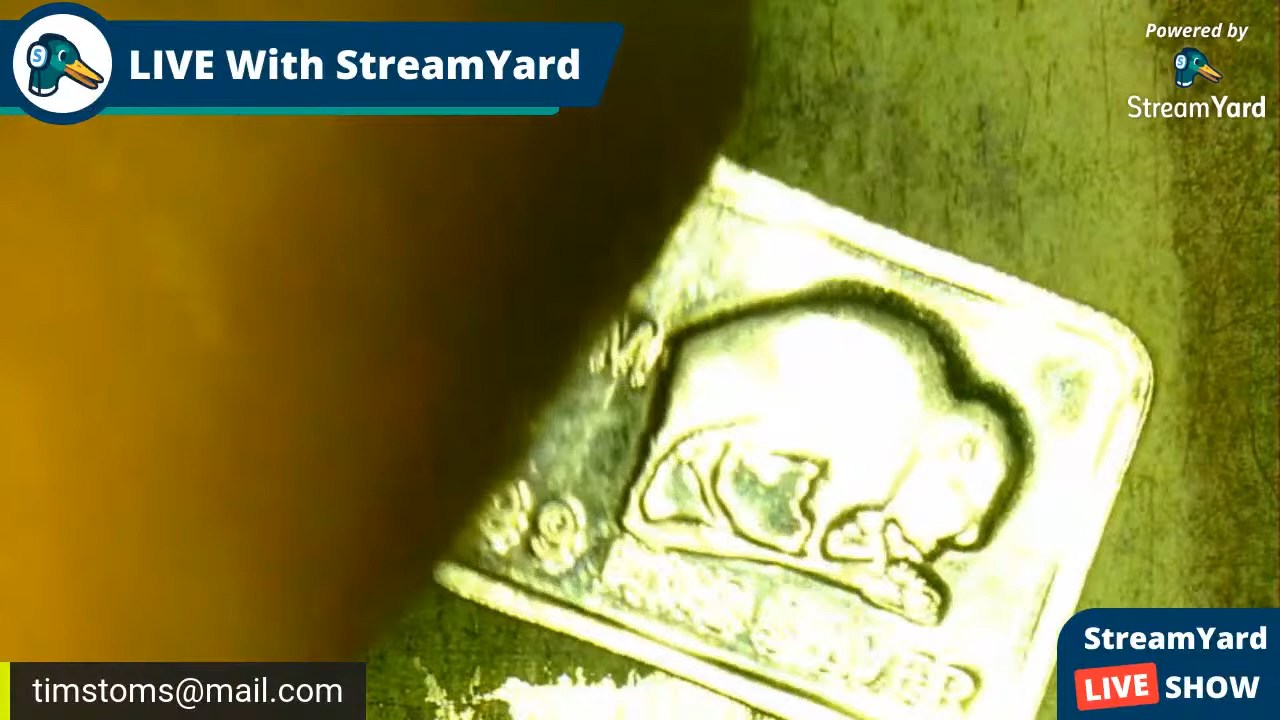 LIVE With StreamYard
Powered by
StreamYard
timstoms@mail.com
StreamYard
LIVE SHOW